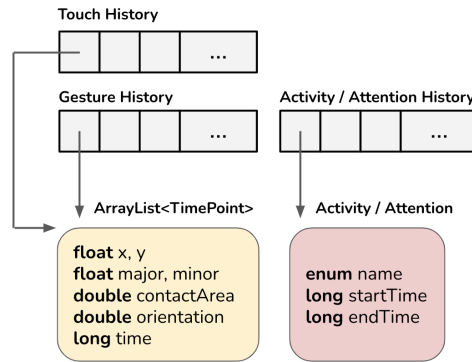 Touch History
...
Gesture History
...
Activity / Attention History
...
ArrayList<TimePoint>
float x, y
float major, minor
double contactArea
double orientation
long time
Activity / Attention
enum name
long startTime
long endTime